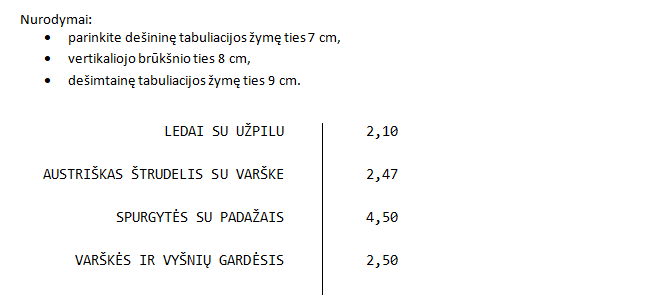 Nurodymai:
• parinkite dešininę tabuliacijos žymę ties 7 cm,
• vertikaliojo brūkšnio ties 8 cm,
• dešimtainę tabuliacijos žymę ties 9 cm.
LEDAI SU UŽPILU 2,10
AUSTRIŠKAS ŠTRUDELIS SU VARŠKE 2,47
SPURGYTĖS SU PADAŽAIS 4,50
VARŠKĖS IR VYŠNIŲ GARDĖSIS 2,50